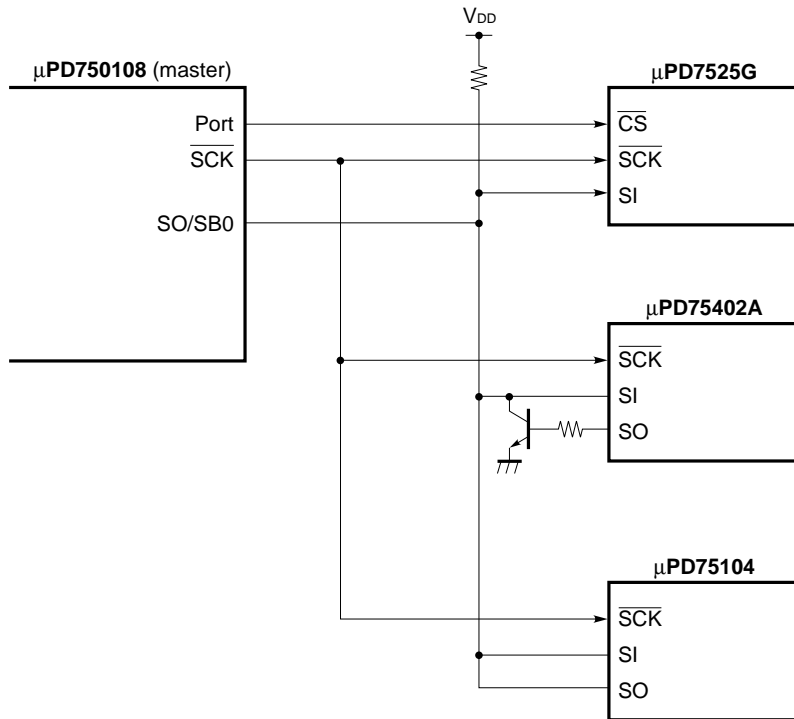 VDD
μPD750108 (master)
Port
SCK
SO/SB0
μPD7525G
CS
SCK
SI
μPD75402A
SCK
SI
SO
μPD75104
SCK
SI
SO